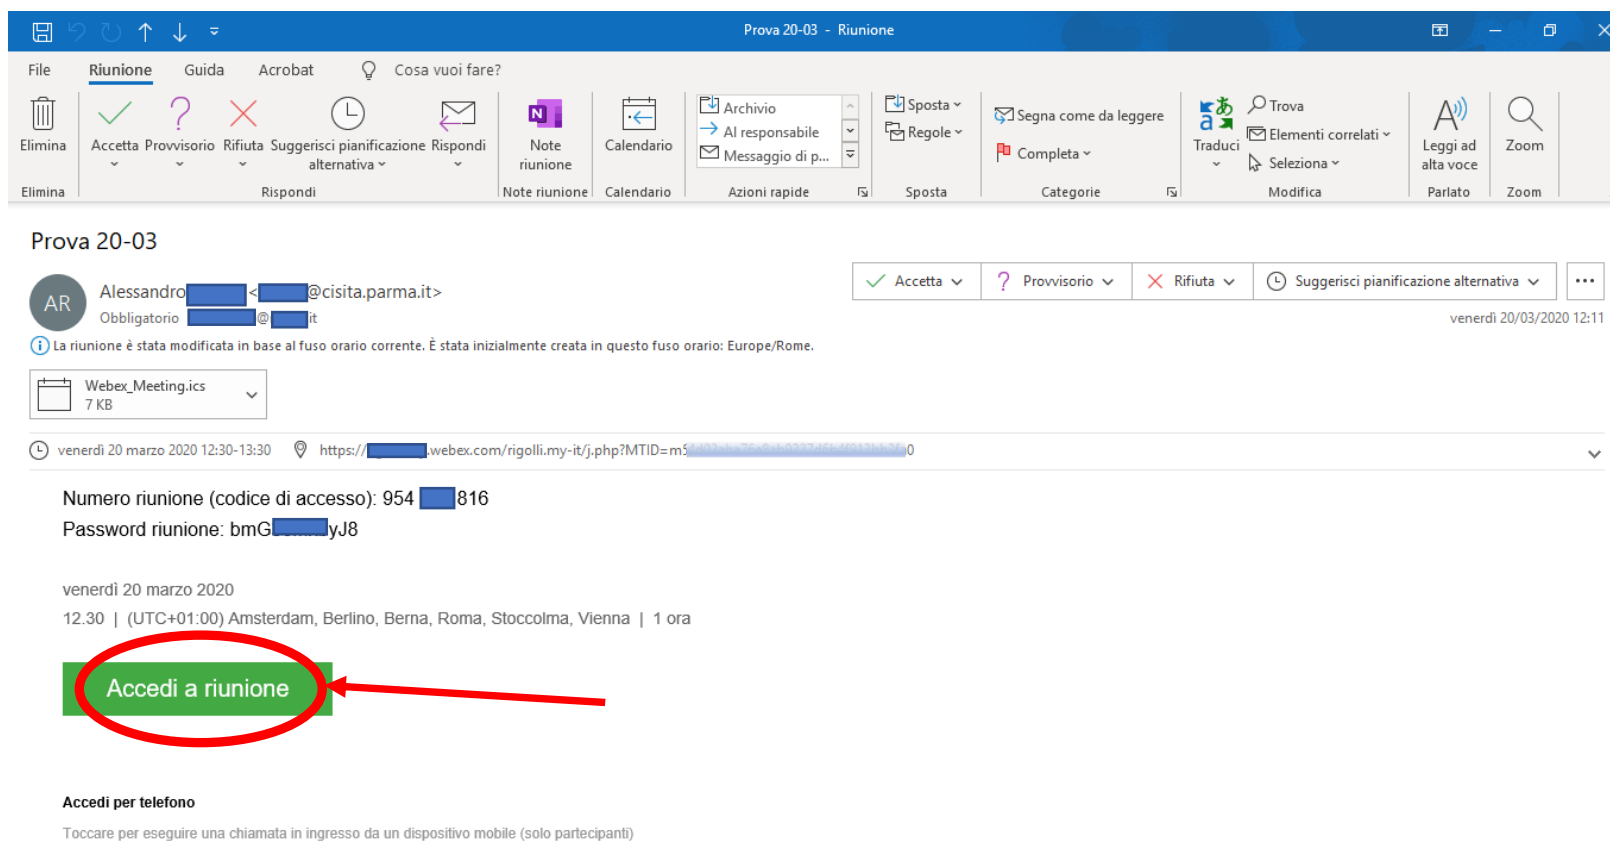 Prova 20-03 - Riunione
File Riunione Guida Acrobat Cosa vuoi fare?
Elimina
Accetta Provvisorio Rifiuta Suggerisci pianificazione alternativa Rispondi
Note riunione
Calendario
Archivio
Al responsabile
Messaggio di p...
Sposta
Regole
Segna come da leggere
Completa
Traduci
Trova
Elementi correlati
Seleziona
Leggi ad alta voce
Zoom
Elimina Rispondi Note riunione Calendario Azioni rapide Sposta Categorie Modifica Parlato Zoom
Prova 20-03
AR
Alessandro < @cisita.parma.it>
Obbligatorio @ it
Accetta Provvisorio Rifiuta Suggerisci pianificazione alternativa ...
venerdì 20/03/2020 12:11
La riunione è stata modificata in base al fuso orario corrente. È stata inizialmente creata in questo fuso orario: Europe/Rome.
Webex_Meeting.ics
7 KB
venerdì 20 marzo 2020 12:30-13:30 https:// .webex.com/rigolli.my-it/j.php?MTID=m 0
Numero riunione (codice di accesso): 954 816
Password riunione: bmG yJ8
venerdì 20 marzo 2020
12.30 | (UTC+01:00) Amsterdam, Berlino, Berna, Roma, Stoccolma, Vienna | 1 ora
Accedi a riunione
Accedi per telefono
Toccare per eseguire una chiamata in ingresso da un dispositivo mobile (solo partecipanti)